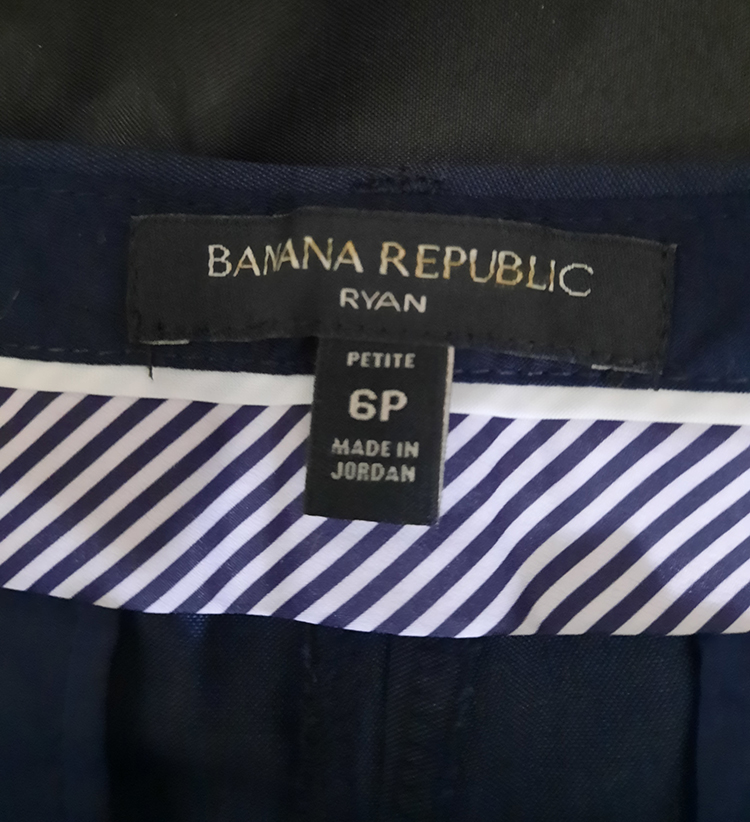 BANANA REPUBLIC
RYAN
PETITE
6P
MADE IN
JORDAN